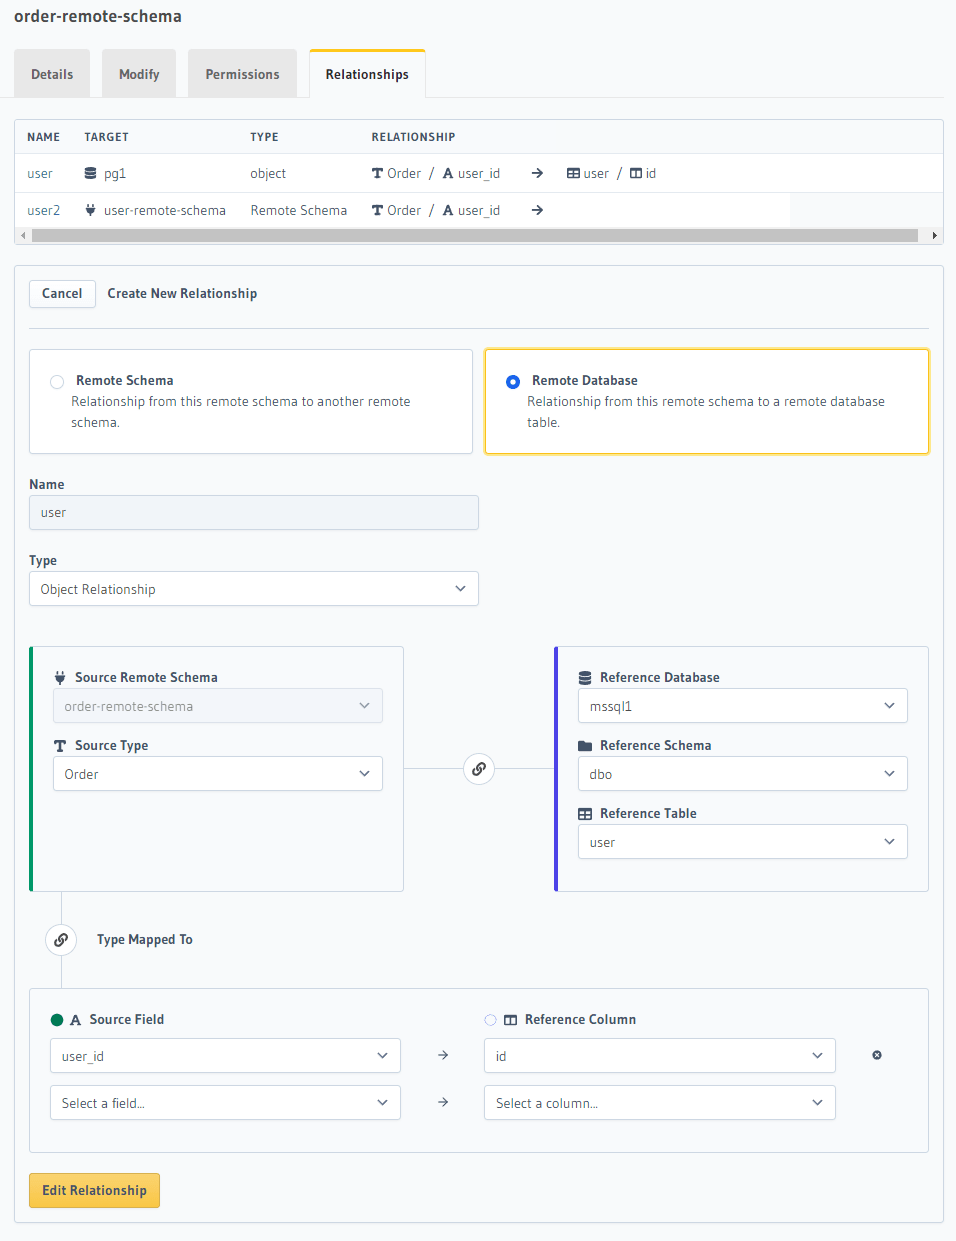 order-remote-schema
Details Modify Permissions Relationships
NAME TARGET TYPE RELATIONSHIP
user pg1 object Order / user_id → user / id
user2 user-remote-schema Remote Schema Order / user_id →
Cancel Create New Relationship
Remote Schema
Relationship from this remote schema to another remote
schema.
Remote Database
Relationship from this remote schema to a remote database
table.
Name
user
Type
Object Relationship
Source Remote Schema
order-remote-schema
Source Type
Order
Reference Database
mssql1
Reference Schema
dbo
Reference Table
user
Type Mapped To
Source Field Reference Column
user_id → id
Select a field... → Select a column...
Edit Relationship